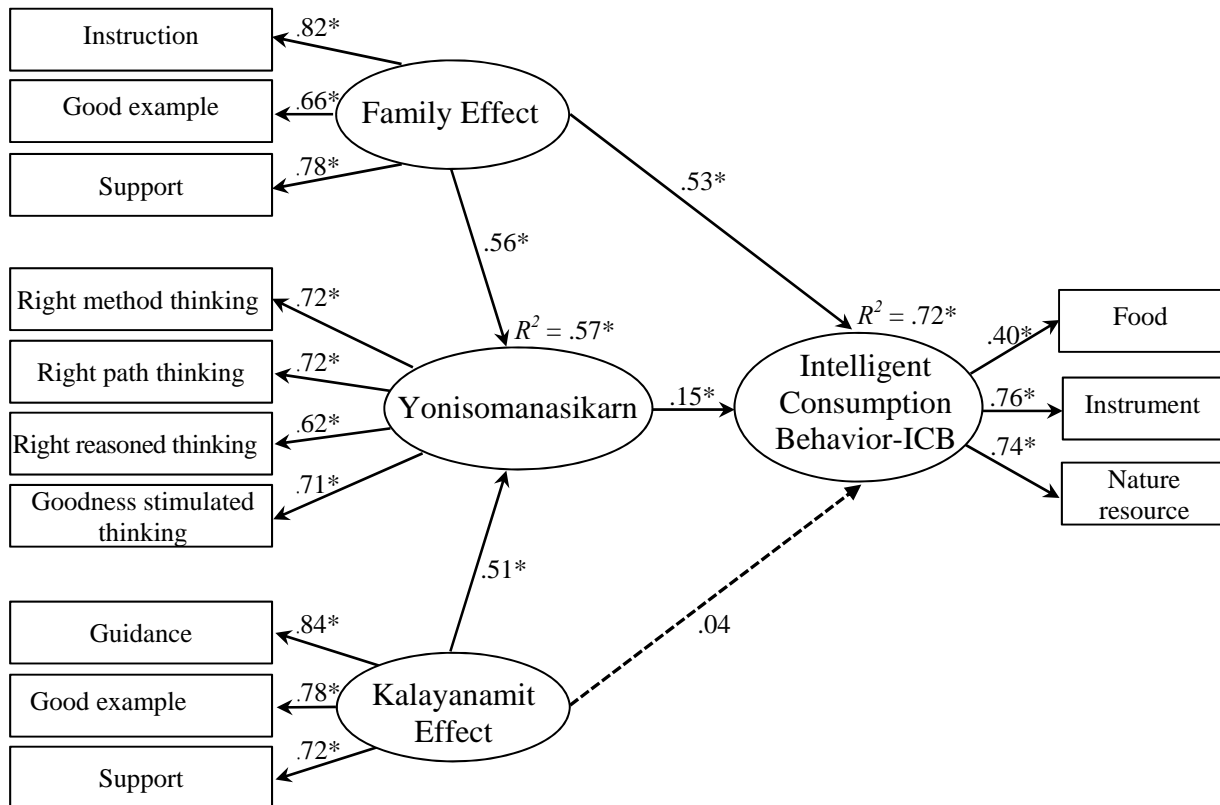 Instruction
.82*
Good example
.66*
Support
.78*
Family Effect
.53*
.56*
Right method thinking
.72*
Right path thinking
.72*
Right reasoned thinking
.62*
Goodness stimulated
thinking
.71*
R² = .57*
Yonisomanasikarn
.15*
R² = .72*
Intelligent
Consumption
Behavior-ICB
.40*
Food
.76*
Instrument
.74*
Nature
resource
.51*
.04
Guidance
.84*
Good example
.78*
Support
.72*
Kalayanamit
Effect